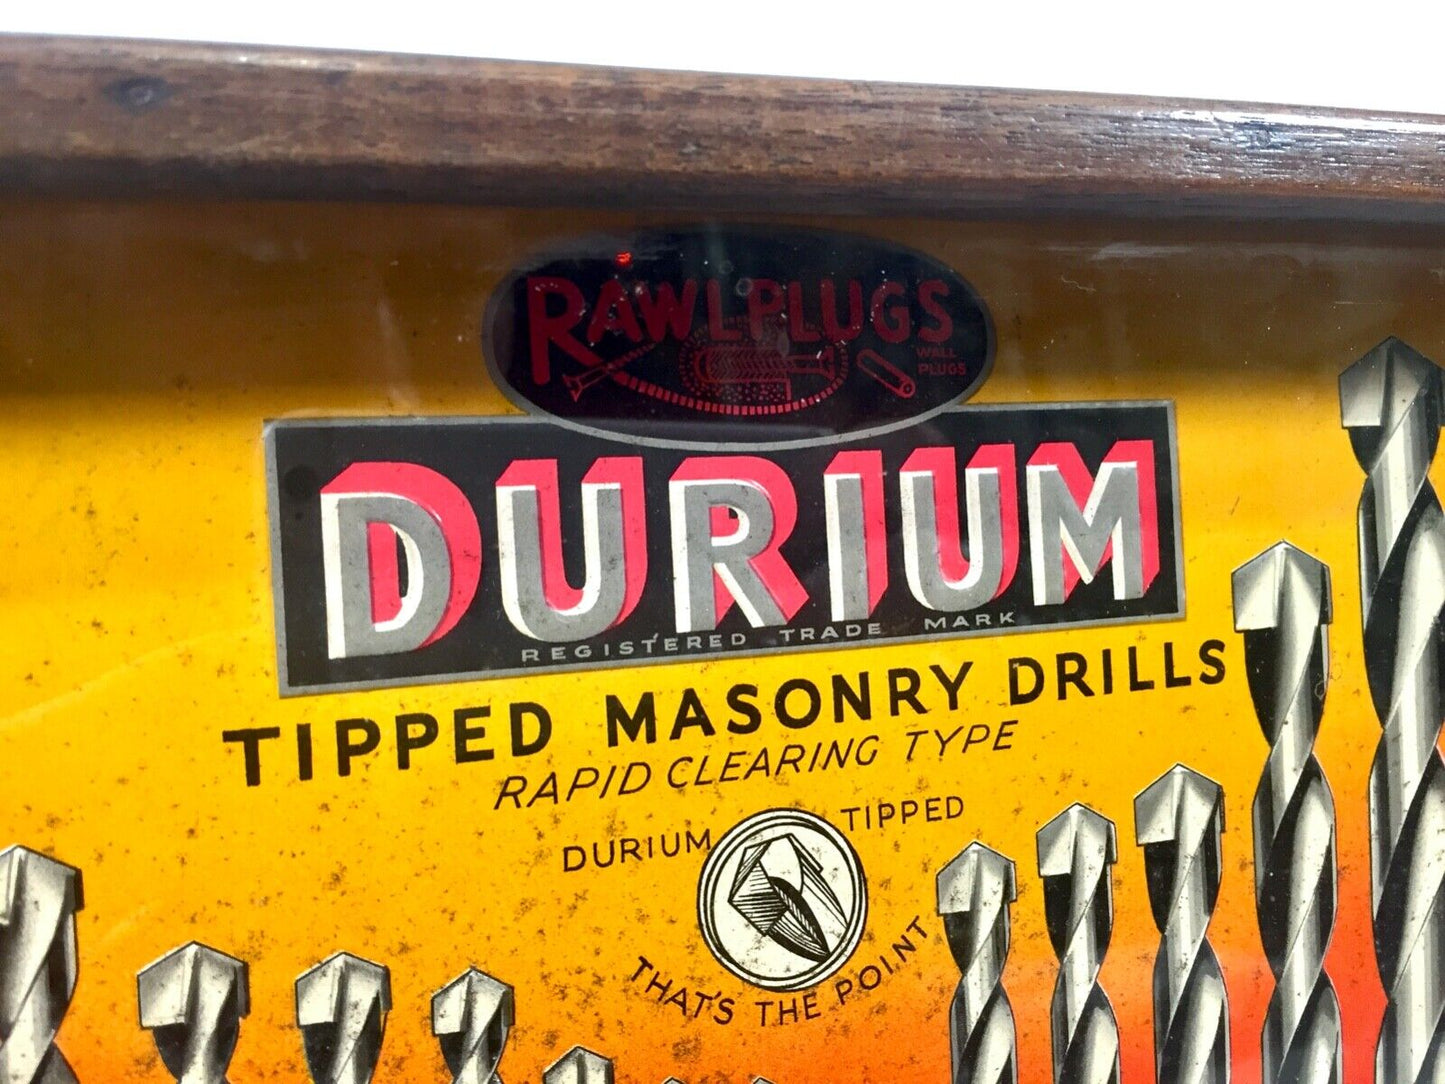 RAWLPLUGS
WALL
PLUGS
DURIUM
REGISTERED TRADE MARK
TIPPED MASONRY DRILLS
RAPID CLEARING TYPE
DURIUM TIPPED
THAT'S THE POINT